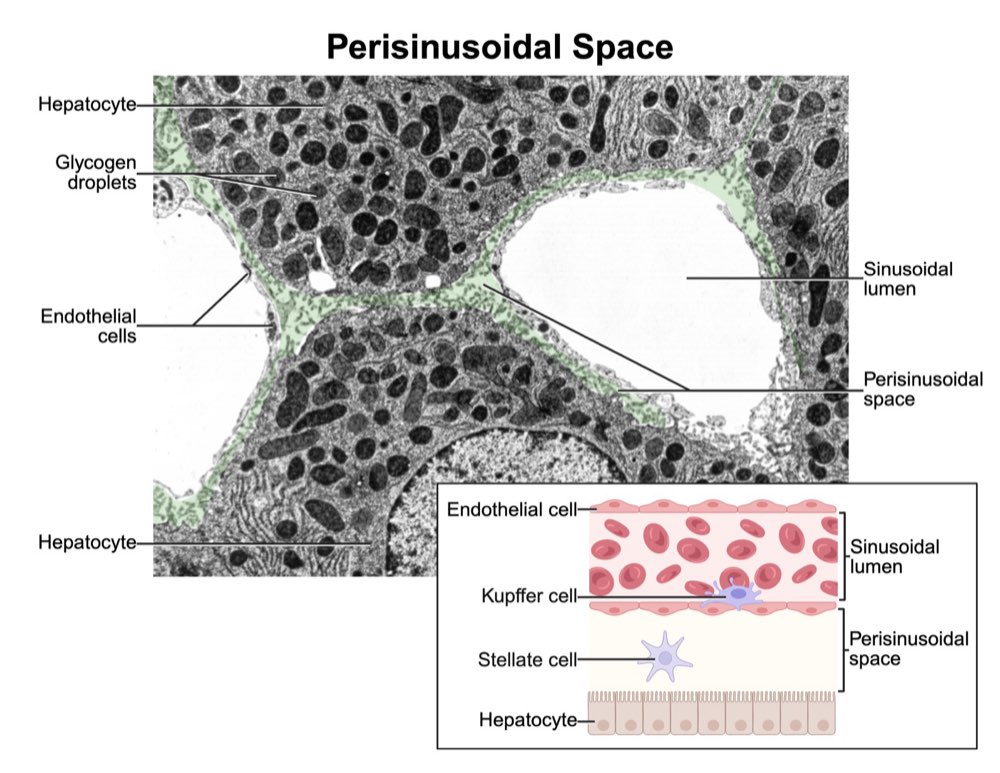 Perisinusoidal Space
Hepatocyte
Glycogen
droplets
Endothelial
cells
Hepatocyte
Sinusoidal
lumen
Perisinusoidal
space
Endothelial cell
Kupffer cell
Stellate cell
Hepatocyte
Sinusoidal
lumen
Perisinusoidal
space